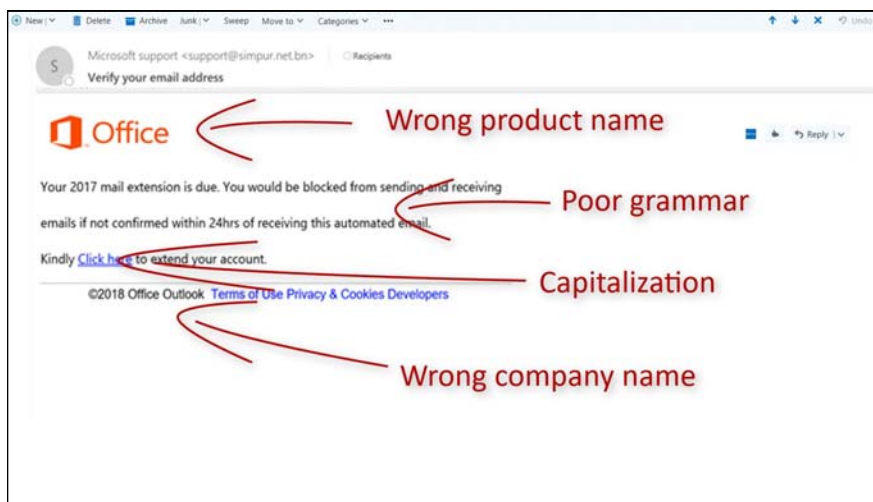 New | Delete Archive Junk | Sweep Move to Categories ... Undo
S Microsoft support <support@simpur.net.bn> Recipients
Verify your email address
Office
Wrong product name
Reply |
Your 2017 mail extension is due. You would be blocked from sending and receiving
Poor grammar
emails if not confirmed within 24hrs of receiving this automated email.
Kindly Click here to extend your account.
Capitalization
©2018 Office Outlook Terms of Use Privacy & Cookies Developers
Wrong company name